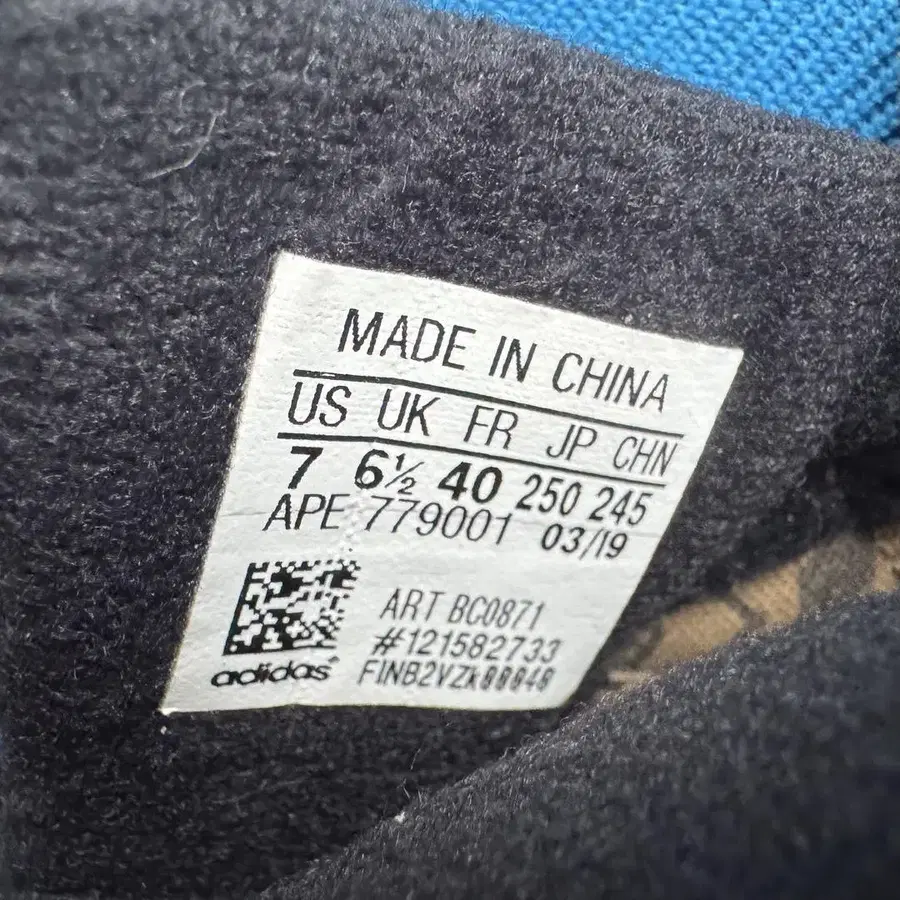 MADE IN CHINA
US UK FR JP CHN
7 6½ 40 250 245
APE 779001 03/19
ART BC0871
#121582733
adidas